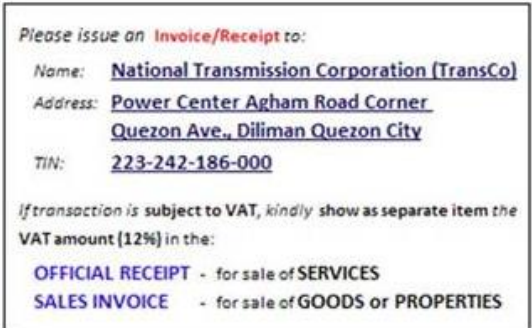 Please issue an Invoice/Receipt to:
Name: National Transmission Corporation (TransCo)
Address: Power Center Agham Road Corner
Quezon Ave., Diliman Quezon City
TIN: 223-242-186-000
If transaction is subject to VAT, kindly show as separate item the
VAT amount (12%) in the:
OFFICIAL RECEIPT - for sale of SERVICES
SALES INVOICE - for sale of GOODS or PROPERTIES